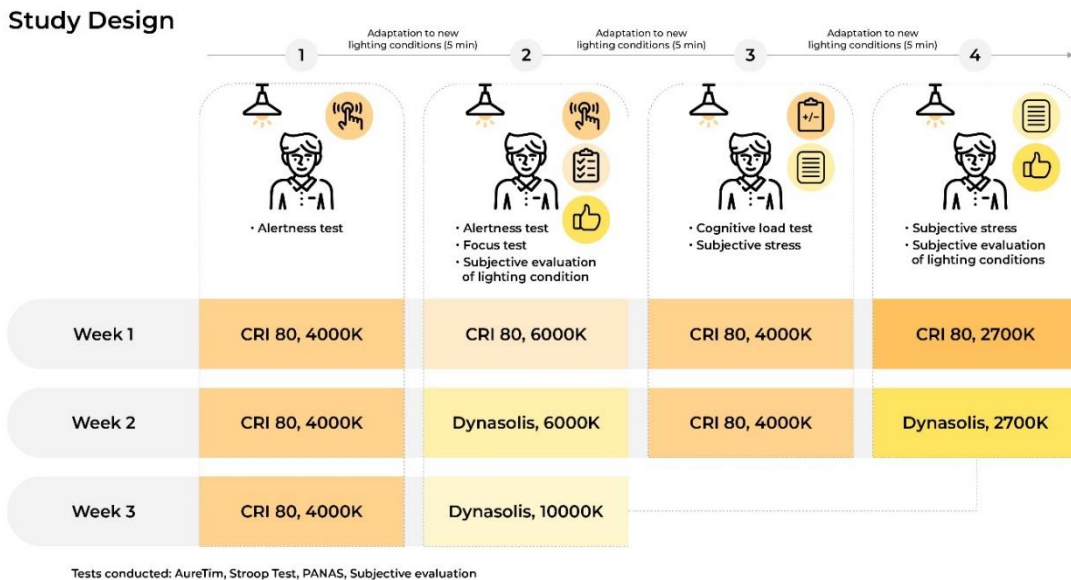 Study Design
Adaptation to new
lighting conditions (5 min)
Adaptation to new
lighting conditions (5 min)
Adaptation to new
lighting conditions (5 min)
1
2
3
4
+/-
· Alertness test
· Alertness test
· Focus test
· Subjective evaluation
of lighting condition
· Cognitive load test
· Subjective stress
· Subjective stress
· Subjective evaluation
of lighting conditions
Week 1
CRI 80, 4000K
CRI 80, 6000K
CRI 80, 4000K
CRI 80, 2700K
Week 2
CRI 80, 4000K
Dynasolis, 6000K
CRI 80, 4000K
Dynasolis, 2700K
Week 3
CRI 80, 4000K
Dynasolis, 10000K
Tests conducted: AureTim, Stroop Test, PANAS, Subjective evaluation